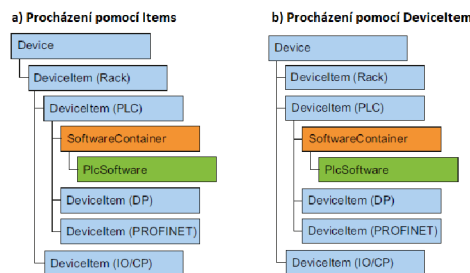 a) Procházení pomocí Items
Device
DeviceItem (Rack)
DeviceItem (PLC)
SoftwareContainer
PlcSoftware
DeviceItem (DP)
DeviceItem (PROFINET)
DeviceItem (IO/CP)
b) Procházení pomocí DeviceItem
Device
DeviceItem (Rack)
DeviceItem (PLC)
SoftwareContainer
PlcSoftware
DeviceItem (DP)
DeviceItem (PROFINET)
DeviceItem (IO/CP)